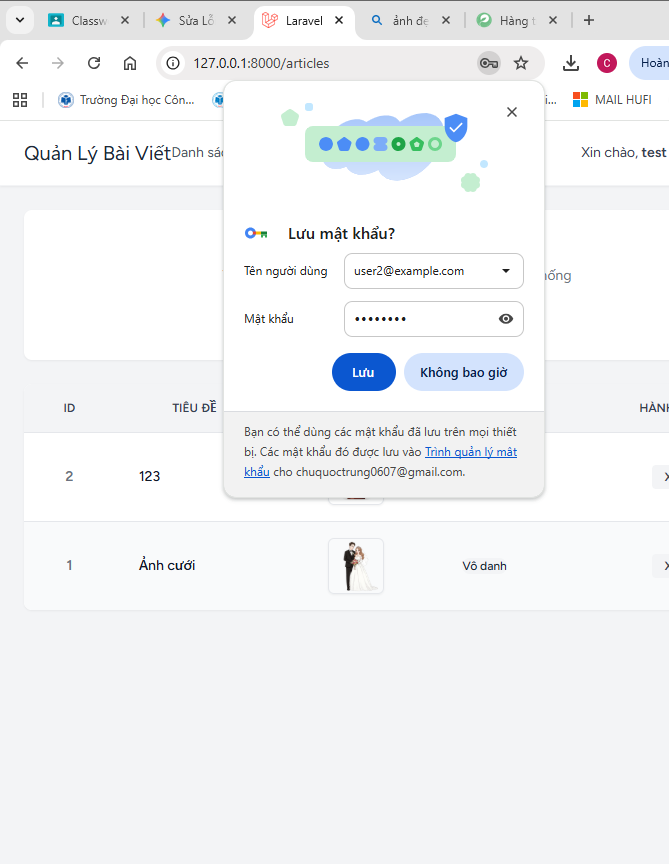 Classw
Sửa Lỗ
Laravel
ảnh đẹ
Hàng t
127.0.0.1:8000/articles
C
Hoàn
Trường Đại học Côn...
MAIL HUFI
Quản Lý Bài Viết
Danh sác
Xin chào, test
Lưu mật khẩu?
Tên người dùng
user2@example.com
Mật khẩu
Lưu
Không bao giờ
Bạn có thể dùng các mật khẩu đã lưu trên mọi thiết
bị. Các mật khẩu đó được lưu vào Trình quản lý mật
khẩu cho chuquoctrung0607@gmail.com.
ID
TIÊU ĐỀ
HÀNH
2
123
1
Ảnh cưới
Vô danh